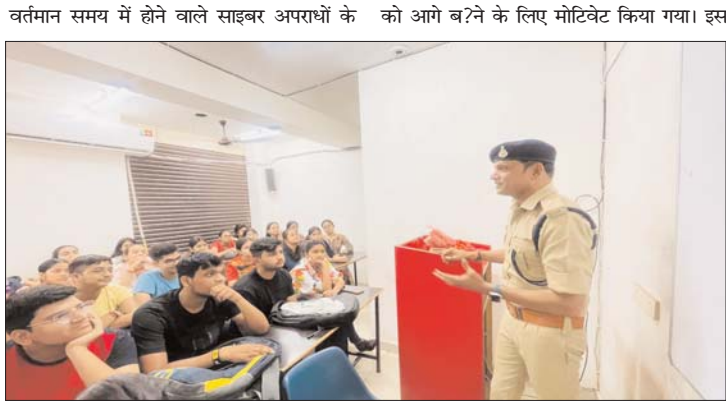 वर्तमान समय में होने वाले साइबर अपराधों के
को आगे ब?ने के लिए मोटिवेट किया गया। इस